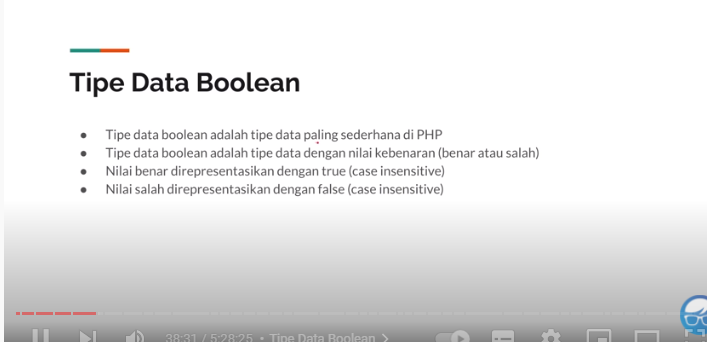 Tipe Data Boolean
● Tipe data boolean adalah tipe data paling sederhana di PHP
● Tipe data boolean adalah tipe data dengan nilai kebenaran (benar atau salah)
● Nilai benar direpresentasikan dengan true (case insensitive)
● Nilai salah direpresentasikan dengan false (case insensitive)
38:31 / 5:28:25 • Tipe Data Boolean >